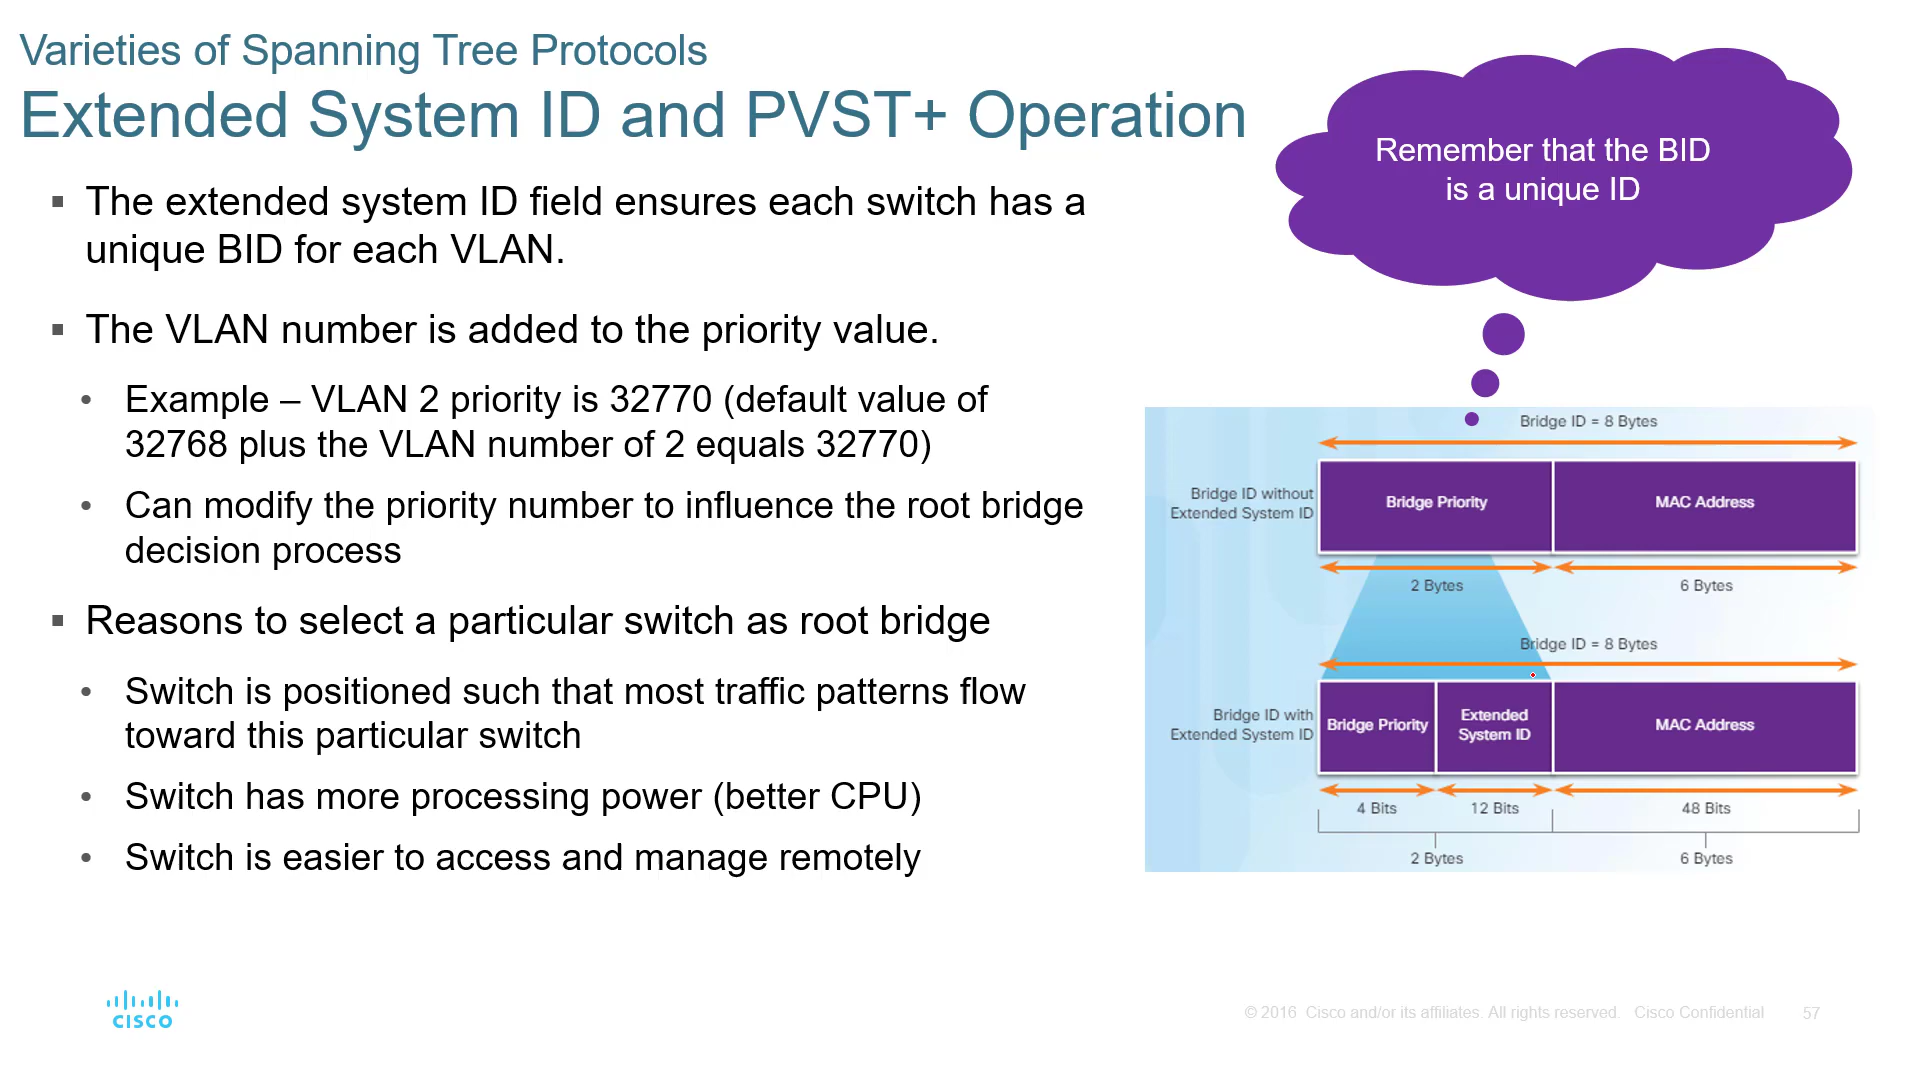 Varieties of Spanning Tree Protocols
Extended System ID and PVST+ Operation
Remember that the BID
is a unique ID
▪ The extended system ID field ensures each switch has a
unique BID for each VLAN.
▪ The VLAN number is added to the priority value.
• Example – VLAN 2 priority is 32770 (default value of
32768 plus the VLAN number of 2 equals 32770)
• Can modify the priority number to influence the root bridge
decision process
▪ Reasons to select a particular switch as root bridge
• Switch is positioned such that most traffic patterns flow
toward this particular switch
• Switch has more processing power (better CPU)
• Switch is easier to access and manage remotely
Bridge ID = 8 Bytes
Bridge ID without
Extended System ID
Bridge Priority
MAC Address
2 Bytes
6 Bytes
Bridge ID = 8 Bytes
Bridge ID with
Extended System ID
Bridge Priority
Extended
System ID
MAC Address
4 Bits
12 Bits
48 Bits
2 Bytes
6 Bytes
CISCO
© 2016 Cisco and/or its affiliates. All rights reserved. Cisco Confidential
57